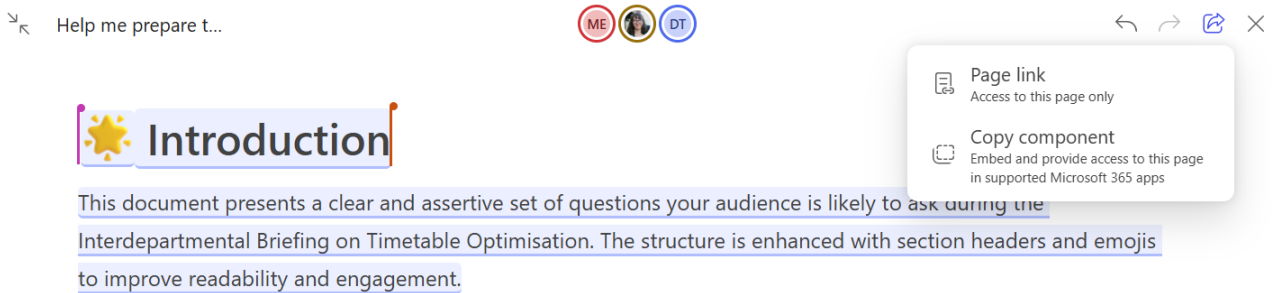 Help me prepare t...
ME
DT
Page link
Access to this page only
Copy component
Embed and provide access to this page
in supported Microsoft 365 apps
🌟 Introduction
This document presents a clear and assertive set of questions your audience is likely to ask during the
Interdepartmental Briefing on Timetable Optimisation. The structure is enhanced with section headers and emojis
to improve readability and engagement.